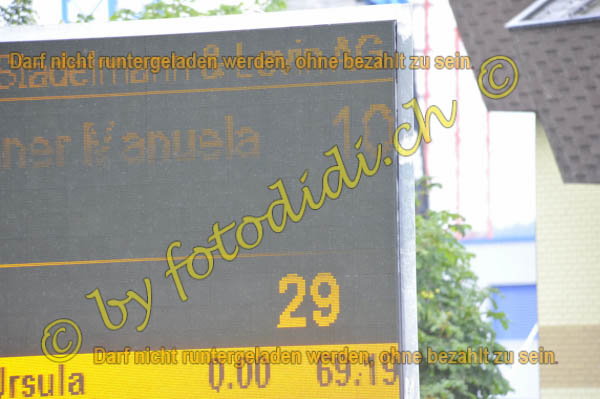 Darf nicht runtergeladen werden, ohne bezahlt zu sein.
Stadelmann & AG
ner Manuela 10
© by fotodidi.ch ©
29
Darf nicht runtergeladen werden, ohne bezahlt zu sein.
Ursula 0.00 69.19